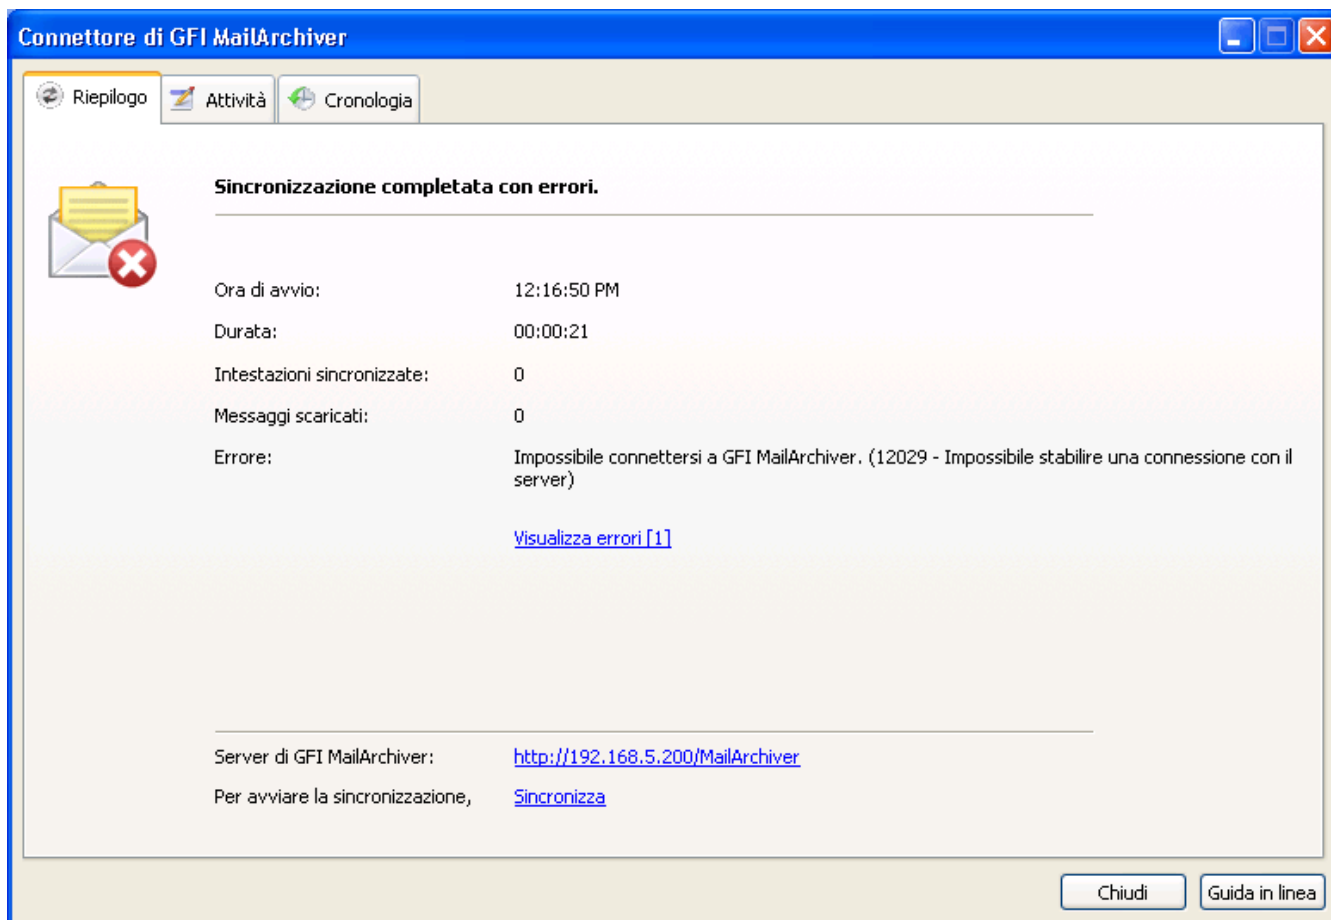 Connettore di GFI MailArchiver
Riepilogo
Attività
Cronologia
Sincronizzazione completata con errori.
Ora di avvio: 12:16:50 PM
Durata: 00:00:21
Intestazioni sincronizzate: 0
Messaggi scaricati: 0
Errore: Impossibile connettersi a GFI MailArchiver. (12029 - Impossibile stabilire una connessione con il
server)
Visualizza errori [1]
Server di GFI MailArchiver: http://192.168.5.200/MailArchiver
Per avviare la sincronizzazione, Sincronizza
Chiudi
Guida in linea